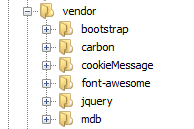 vendor
bootstrap
carbon
cookieMessage
font-awesome
jquery
mdb